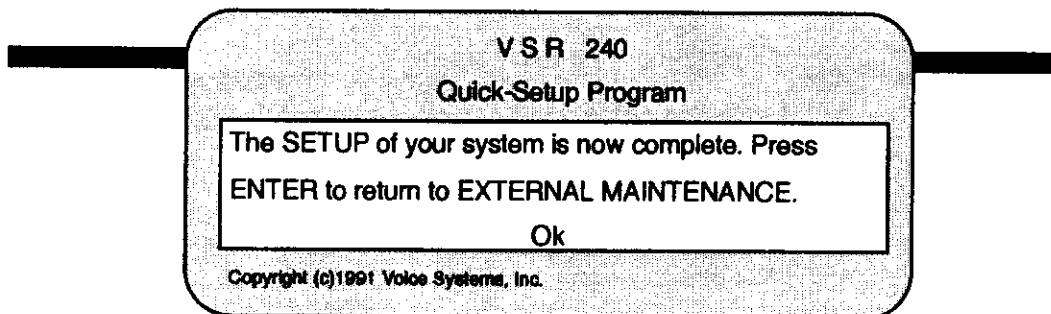 VSR 240
Quick-Setup Program
The SETUP of your system is now complete. Press
ENTER to return to EXTERNAL MAINTENANCE.
Ok
Copyright (c)1991 Voice Systems, Inc.